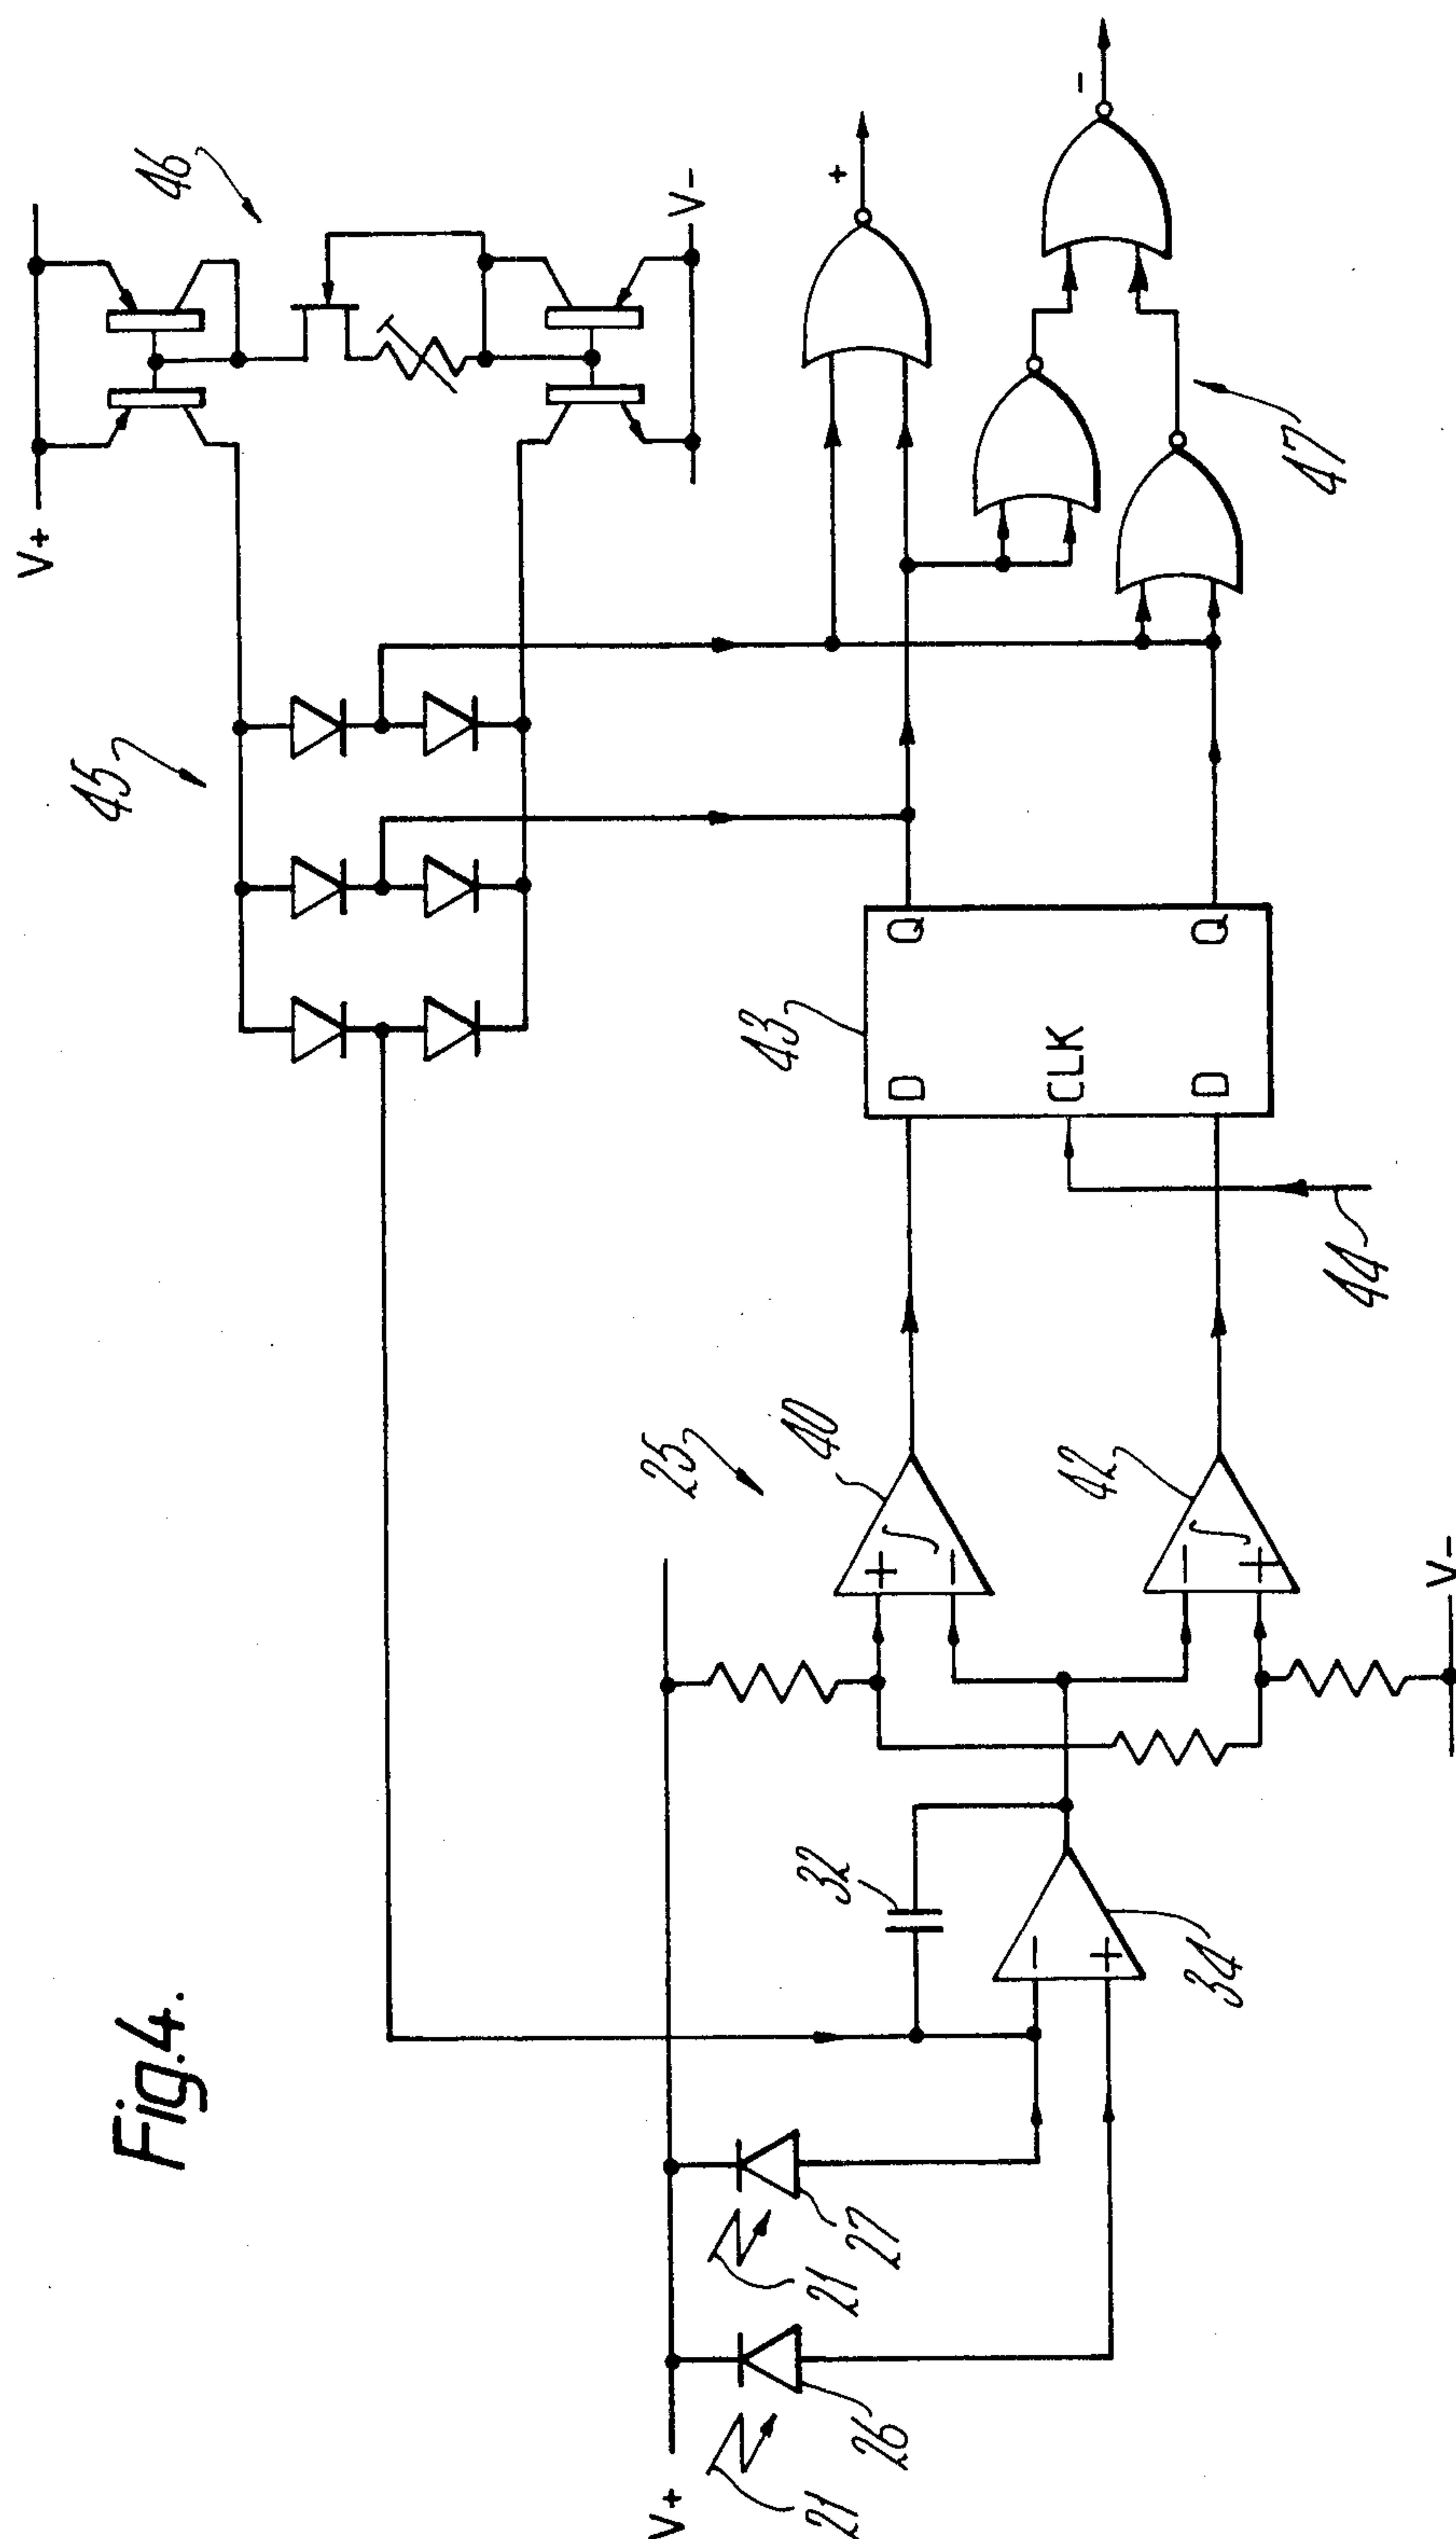 Fig.4.
V+
V-
46
45
+
-
47
43
D
Q
CLK
D
Q
44
25
40
+
-
42
-
+
V-
32
-
+
34
27
21
26
21
V+